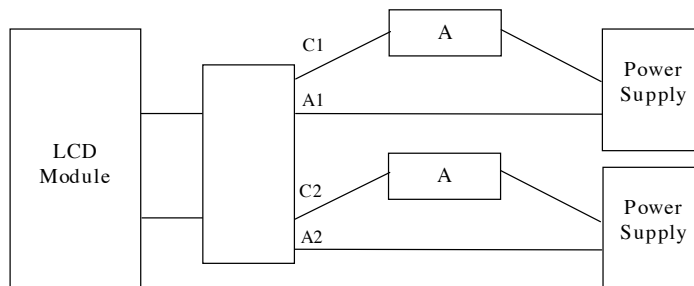 C1
A
Power
Supply
A1
LCD
Module
C2
A
Power
Supply
A2